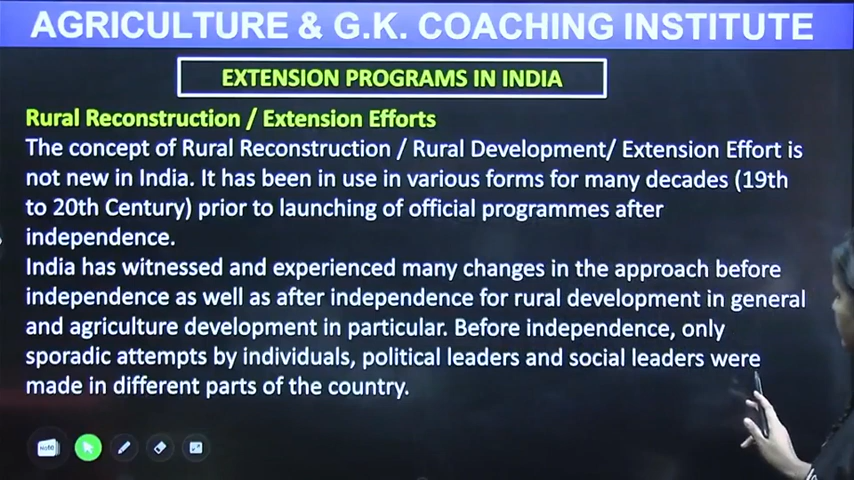 AGRICULTURE & G.K. COACHING INSTITUTE
EXTENSION PROGRAMS IN INDIA
Rural Reconstruction / Extension Efforts
The concept of Rural Reconstruction / Rural Development/ Extension Effort is
not new in India. It has been in use in various forms for many decades (19th
to 20th Century) prior to launching of official programmes after
independence.
India has witnessed and experienced many changes in the approach before
independence as well as after independence for rural development in general
and agriculture development in particular. Before independence, only
sporadic attempts by individuals, political leaders and social leaders were
made in different parts of the country.